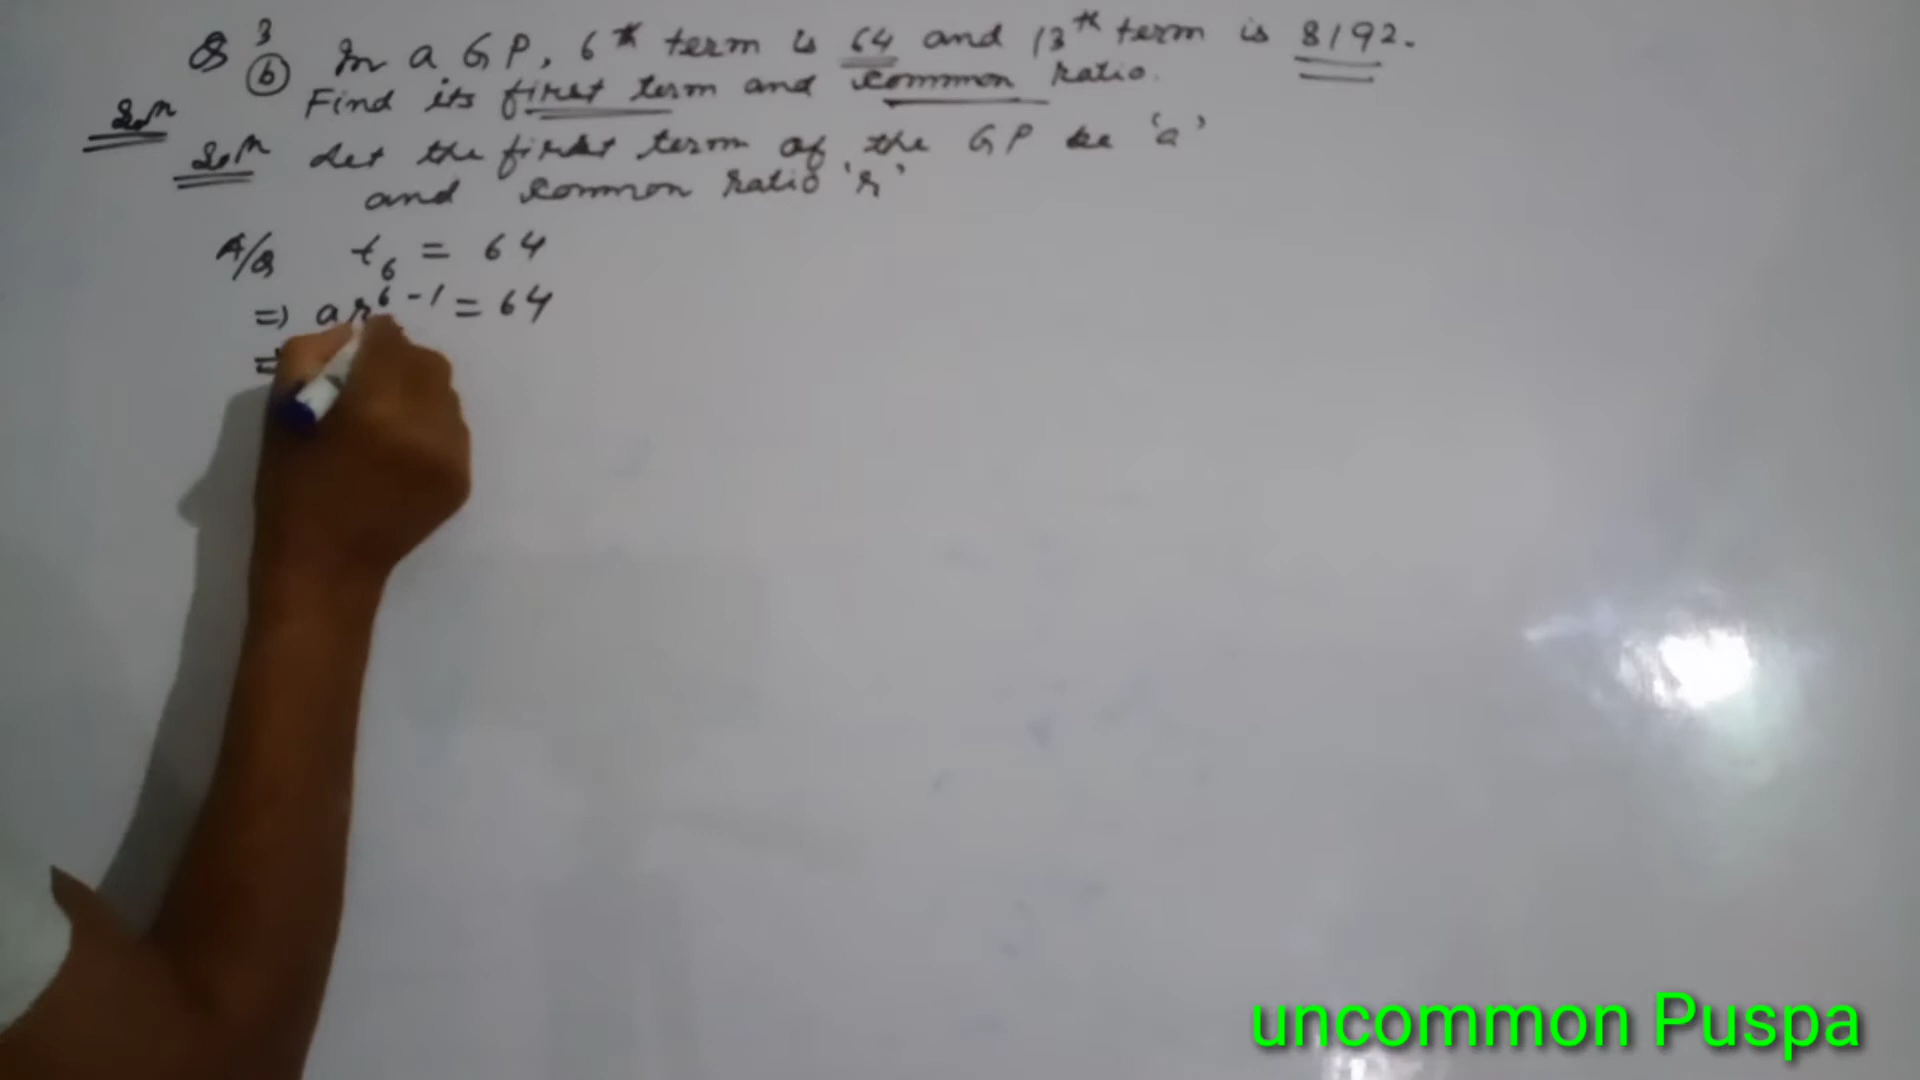 Q 3
(b) In a GP, 6th term is 64 and 13th term is 8192.
Find its first term and common ratio.
Soln
Soln Let the first term of the GP be 'a'
and common ratio 'r'
A/Q t6 = 64
=> ar^6-1 = 64
=>
uncommon Puspa